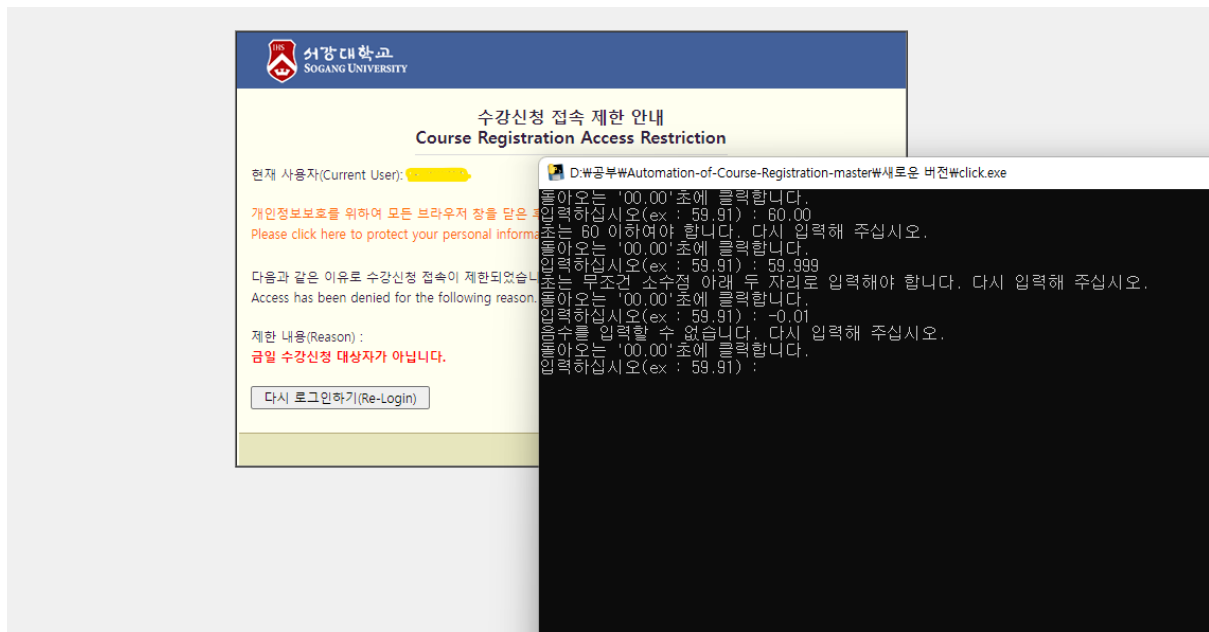 IHS
서강대학교
SOGANG UNIVERSITY
수강신청 접속 제한 안내
Course Registration Access Restriction
현재 사용자(Current User):
개인정보보호를 위하여 모든 브라우저 창을 닫은
Please click here to protect your personal informa
다음과 같은 이유로 수강신청 접속이 제한되었습니
Access has been denied for the following reason.
제한 내용(Reason) :
금일 수강신청 대상자가 아닙니다.
다시 로그인하기(Re-Login)
D:₩공부₩Automation-of-Course-Registration-master₩새로운 버전₩click.exe
돌아오는 '00.00'초에 클릭합니다.
입력하십시오(ex : 59.91) : 60.00
초는 60 이하여야 합니다. 다시 입력해 주십시오.
돌아오는 '00.00'초에 클릭합니다.
입력하십시오(ex : 59.91) : 59.999
초는 무조건 소수점 아래 두 자리로 입력해야 합니다. 다시 입력해 주십시오.
돌아오는 '00.00'초에 클릭합니다.
입력하십시오(ex : 59.91) : -0.01
음수를 입력할 수 없습니다. 다시 입력해 주십시오.
돌아오는 '00.00'초에 클릭합니다.
입력하십시오(ex : 59.91) :